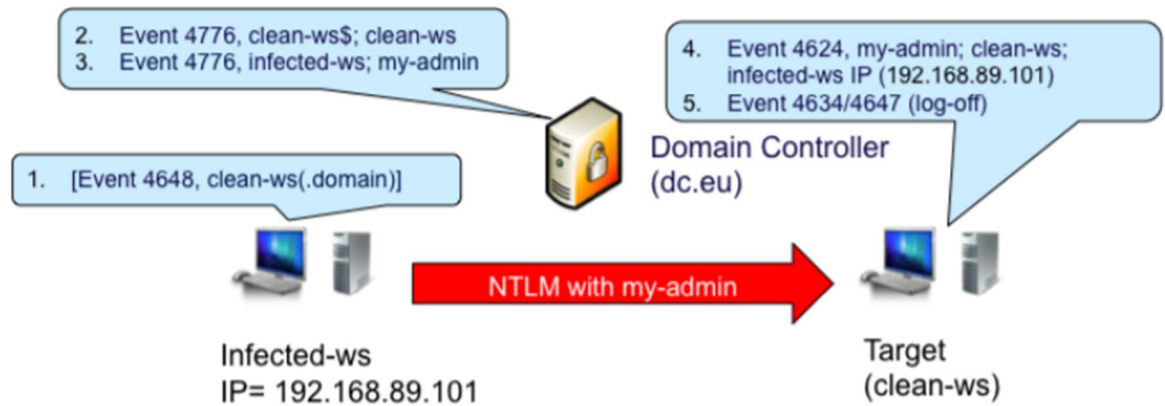 2. Event 4776, clean-ws$; clean-ws
3. Event 4776, infected-ws; my-admin
4. Event 4624, my-admin; clean-ws;
infected-ws IP (192.168.89.101)
5. Event 4634/4647 (log-off)
Domain Controller
(dc.eu)
1. [Event 4648, clean-ws(.domain)]
NTLM with my-admin
Infected-ws
IP= 192.168.89.101
Target
(clean-ws)